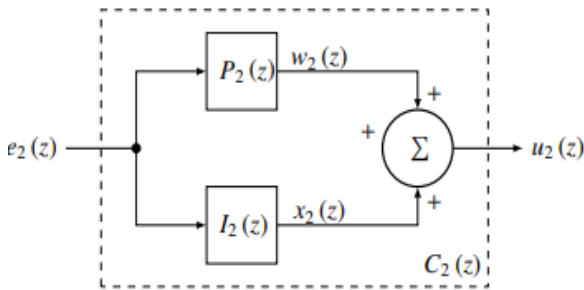 P₂(z)
w₂(z)
+
+
e₂(z)
Σ
u₂(z)
+
I₂(z)
x₂(z)
C₂(z)